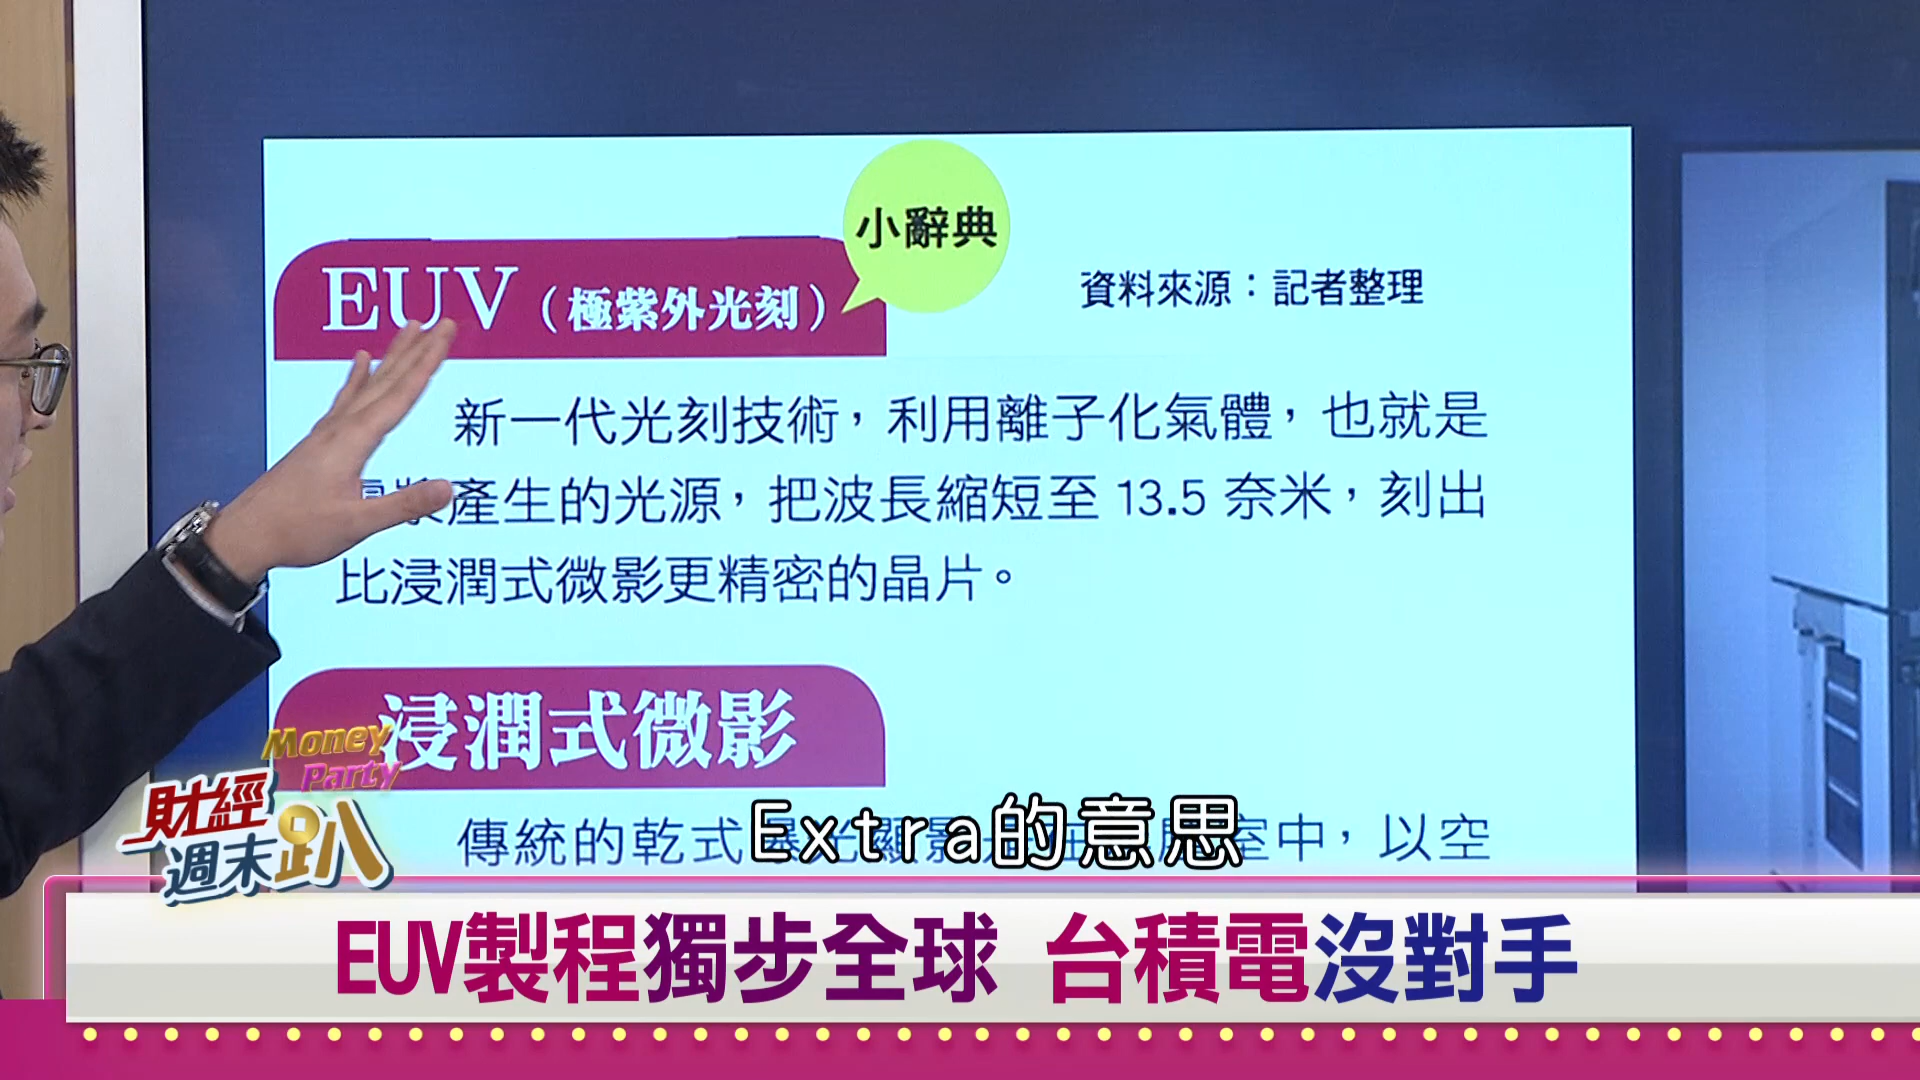 小辭典
EUV（極紫外光刻）
資料來源：記者整理
新一代光刻技術，利用離子化氣體，也就是
產生的光源，把波長縮短至 13.5 奈米，刻出
比浸潤式微影更精密的晶片。
浸潤式微影
傳統的乾式 室中，以空
Extra的意思
Money
Party
財經
週末趴
EUV製程獨步全球 台積電沒對手